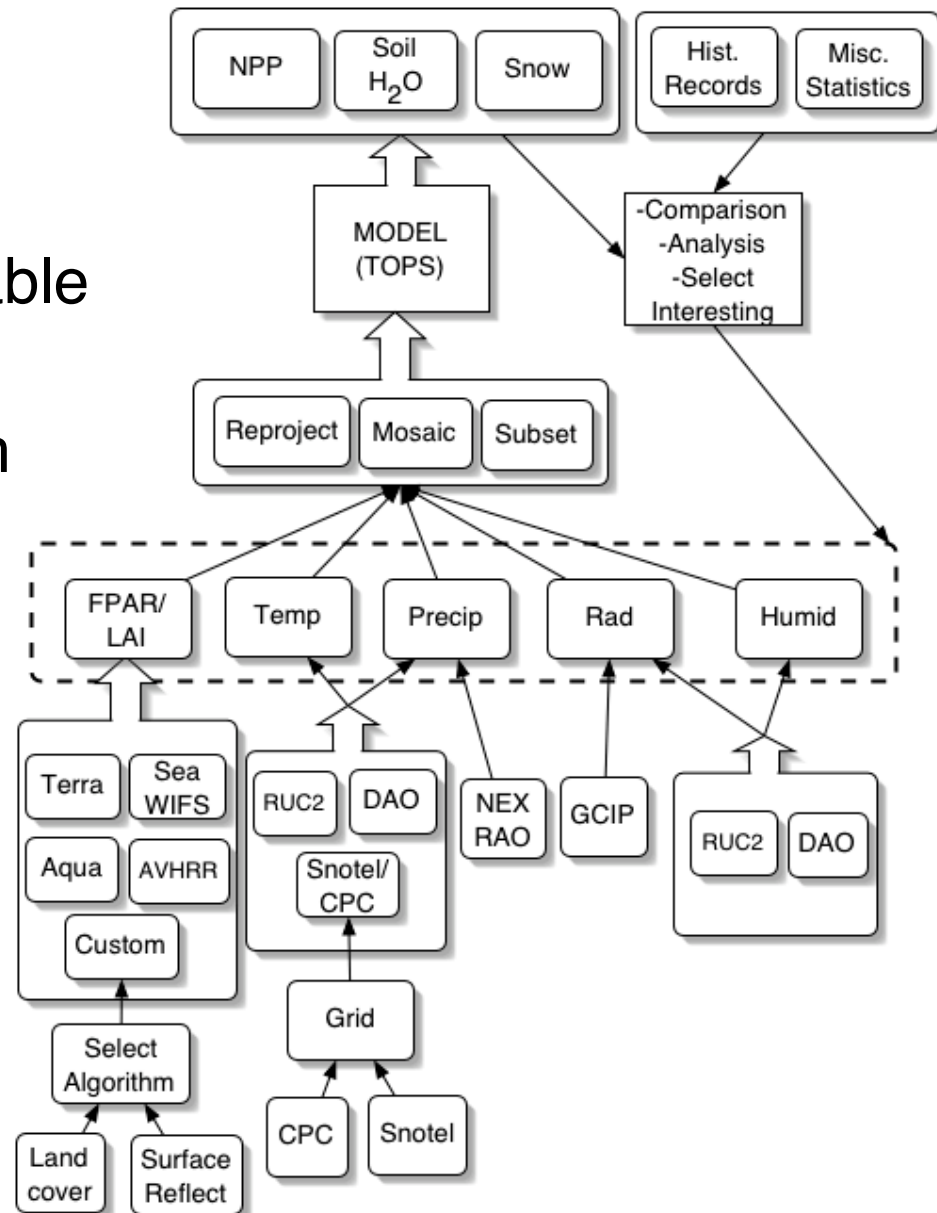 NPP
Soil
H₂O
Snow
Hist.
Records
Misc.
Statistics
MODEL
(TOPS)
-Comparison
-Analysis
-Select
Interesting
Reproject
Mosaic
Subset
FPAR/
LAI
Temp
Precip
Rad
Humid
Terra
Sea
WIFS
Aqua
AVHRR
Custom
RUC2
DAO
Snotel/
CPC
NEX
RAO
GCIP
RUC2
DAO
Select
Algorithm
Grid
Land
cover
Surface
Reflect
CPC
Snotel